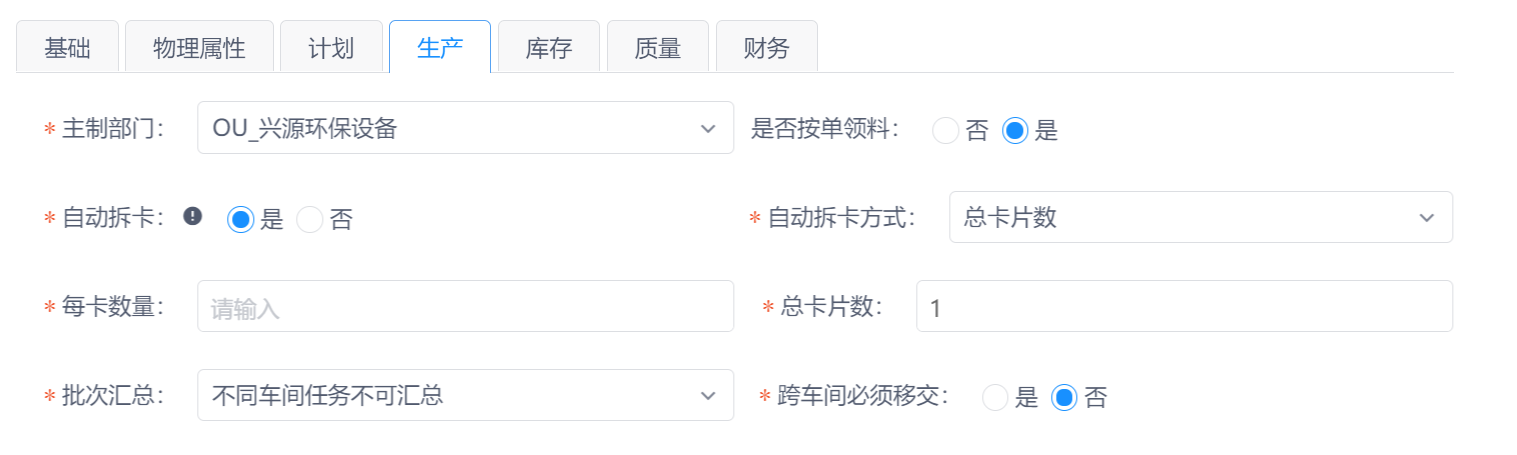 基础 物理属性 计划 生产 库存 质量 财务
* 主制部门: OU_兴源环保设备 是否按单领料: 否 是
* 自动拆卡: 是 否 * 自动拆卡方式: 总卡片数
* 每卡数量: 请输入 * 总卡片数: 1
* 批次汇总: 不同车间任务不可汇总 * 跨车间必须移交: 是 否